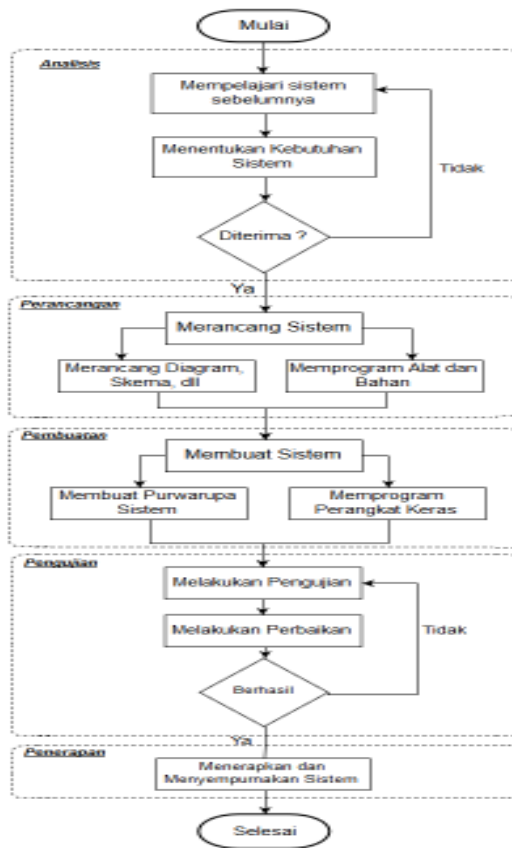 Mulai
Analisis
Mempelajari sistem
sebelumnya
Menentukan Kebutuhan
Sistem
Tidak
Diterima ?
Ya
Perancangan
Merancang Sistem
Merancang Diagram,
Skema, dll
Memprogram Alat dan
Bahan
Pembuatan
Membuat Sistem
Membuat Purwarupa
Sistem
Memprogram
Perangkat Keras
Pengujian
Melakukan Pengujian
Melakukan Perbaikan
Tidak
Berhasil
Ya
Penerapan
Menerapkan dan
Menyempurnakan Sistem
Selesai